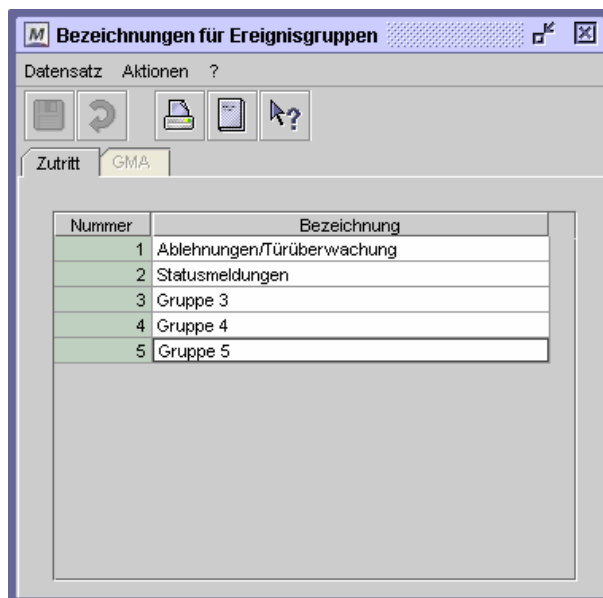 M Bezeichnungen für Ereignisgruppen
Datensatz Aktionen ?
?
Zutritt GMA
Nummer Bezeichnung
1 Ablehnungen/Türüberwachung
2 Statusmeldungen
3 Gruppe 3
4 Gruppe 4
5 Gruppe 5